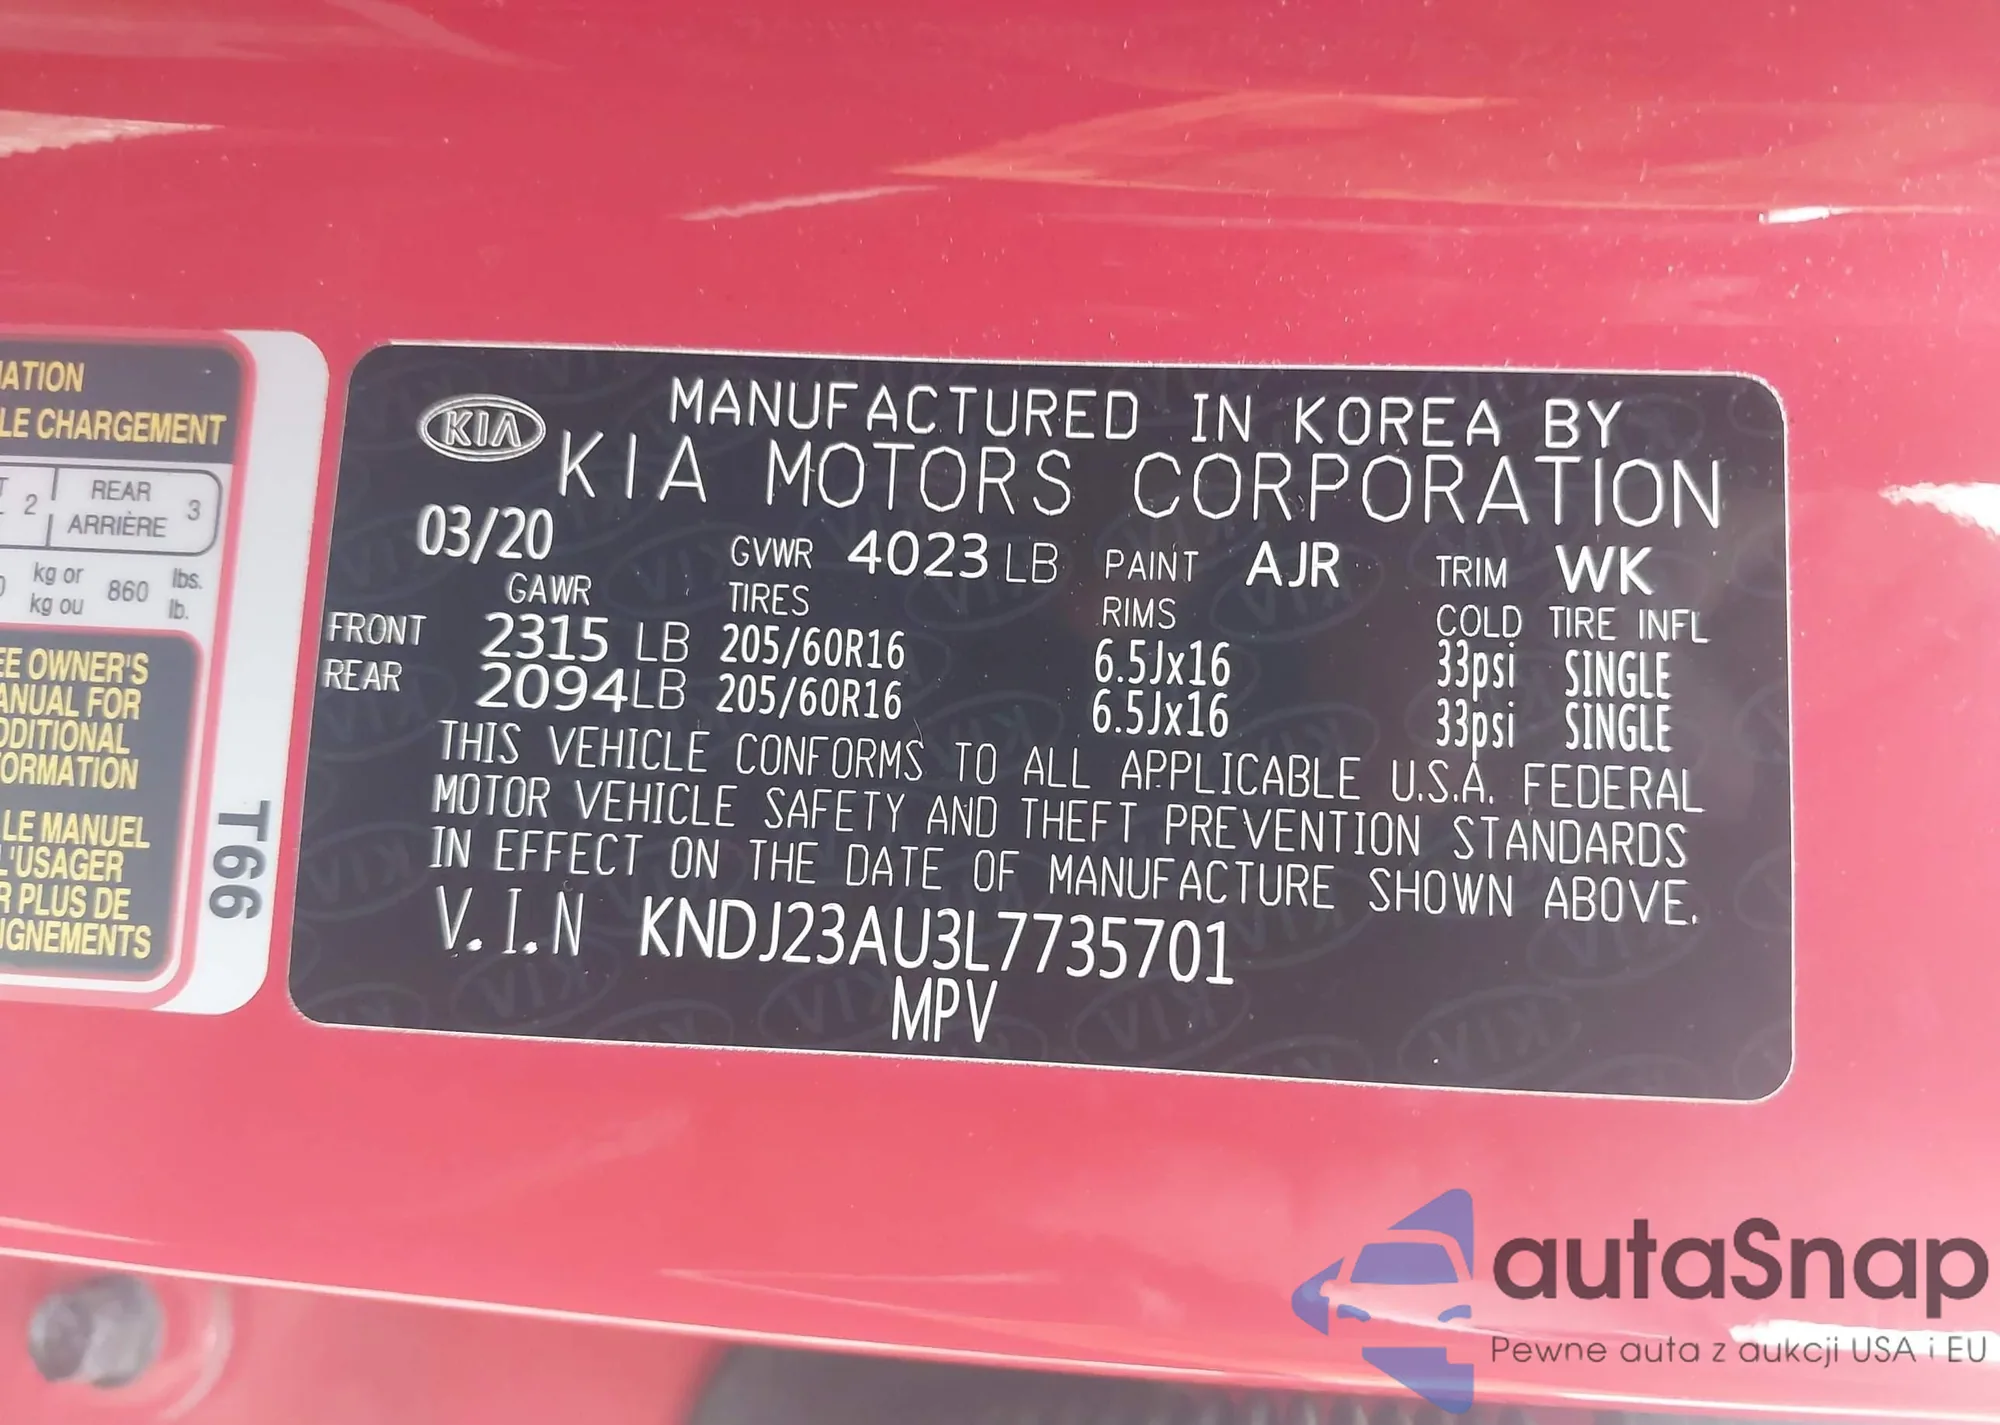 ATION
LE CHARGEMENT
2 REAR 3
ARRIÈRE
kg or 860 lbs.
kg ou lb.
EE OWNER'S
ANUAL FOR
DDITIONAL
FORMATION
LE MANUEL
L'USAGER
R PLUS DE
IGNEMENTS
T66
KIA
MANUFACTURED IN KOREA BY
KIA MOTORS CORPORATION
03/20 GVWR 4023 LB PAINT AJR TRIM WK
GAWR TIRES RIMS COLD TIRE INFL
FRONT 2315 LB 205/60R16 6.5Jx16 33psi SINGLE
REAR 2094 LB 205/60R16 6.5Jx16 33psi SINGLE
THIS VEHICLE CONFORMS TO ALL APPLICABLE U.S.A. FEDERAL
MOTOR VEHICLE SAFETY AND THEFT PREVENTION STANDARDS
IN EFFECT ON THE DATE OF MANUFACTURE SHOWN ABOVE.
V.I.N KNDJ23AU3L7735701
MPV
autaSnap
Pewne auta z aukcji USA i EU